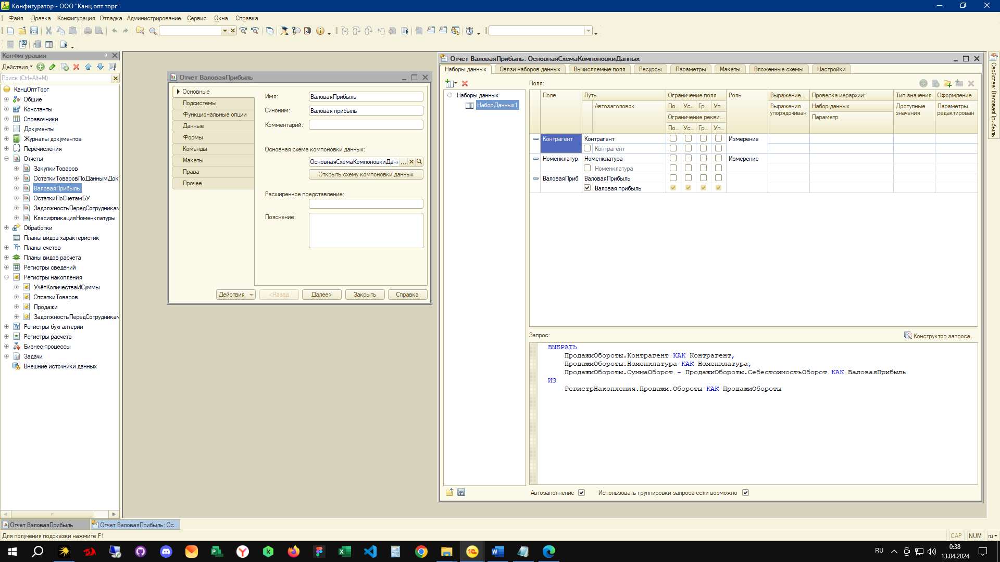 Конфигуратор - ООО "Канц опт торг"
Файл Правка Конфигурация Отладка Администрирование Сервис Окна Справка
Конфигурация
Действия
Поиск (Ctrl+Alt+M)
КанцОптТорг
Общие
Константы
Справочники
Документы
Журналы документов
Перечисления
Отчеты
ЗакупкиТоваров
ОстаткиТоваровПоДаннымДоку
ВаловаяПрибыль
ОстаткиПоСчетамБУ
ЗадолжностьПередСотрудникам
КласифпикацияНоменклатуры
Обработки
Планы видов характеристик
Планы счетов
Планы видов расчета
Регистры сведений
Регистры накопления
УчётКоличестваИСуммы
ОтсаткиТоваров
Продажи
ЗадолжностьПередСотрудникам
Регистры бухгалтерии
Регистры расчета
Бизнес-процессы
Задачи
Внешние источники данных
Отчет ВаловаяПрибыль
Основные
Подсистемы
Функциональные опции
Данные
Формы
Команды
Макеты
Права
Прочее
Имя: ВаловаяПрибыль
Синоним: Валовая прибыль
Комментарий:
Основная схема компоновки данных:
ОсновнаяСхемаКомпоновкиДанн ...
Открыть схему компоновки данных
Расширенное представление:
Пояснение:
Действия <Назад Далее> Закрыть Справка
Отчет ВаловаяПрибыль: ОсновнаяСхемаКомпоновкиДанных
Наборы данных Связи наборов данных Вычисляемые поля Ресурсы Параметры Макеты Вложенные схемы Настройки
Наборы данных
НаборДанных1
Поля:
Поле Путь Ограничение поля Роль Выражение ... Проверка иерархии: Тип значения Оформление
Автозаголовок По... Ус... Гр... Уп... Выражения упорядочиван Набор данных Доступные значения Параметры редактирован
Ограничение рекви... Параметр
По... Ус... Гр... Уп...
Контрагент Контрагент Измерение
Контрагент
Номенклатур Номенклатура Измерение
Номенклатура
ВаловаяПриб ВаловаяПрибыль
Валовая прибыль
Запрос: Конструктор запроса...
ВЫБРАТЬ
ПродажиОбороты.Контрагент КАК Контрагент,
ПродажиОбороты.Номенклатура КАК Номенклатура,
ПродажиОбороты.СуммаОборот - ПродажиОбороты.СебестоимостьОборот КАК ВаловаяПрибыль
ИЗ
РегистрНакопления.Продажи.Обороты КАК ПродажиОбороты
Автозаполнение Использовать группировки запроса если возможно
Свойства: ВаловаяПрибыль
Отчет ВаловаяПрибыль Отчет ВаловаяПрибыль: Ос...
Для получения подсказки нажмите F1 CAP NUM ru
RU 0:38
13.04.2024